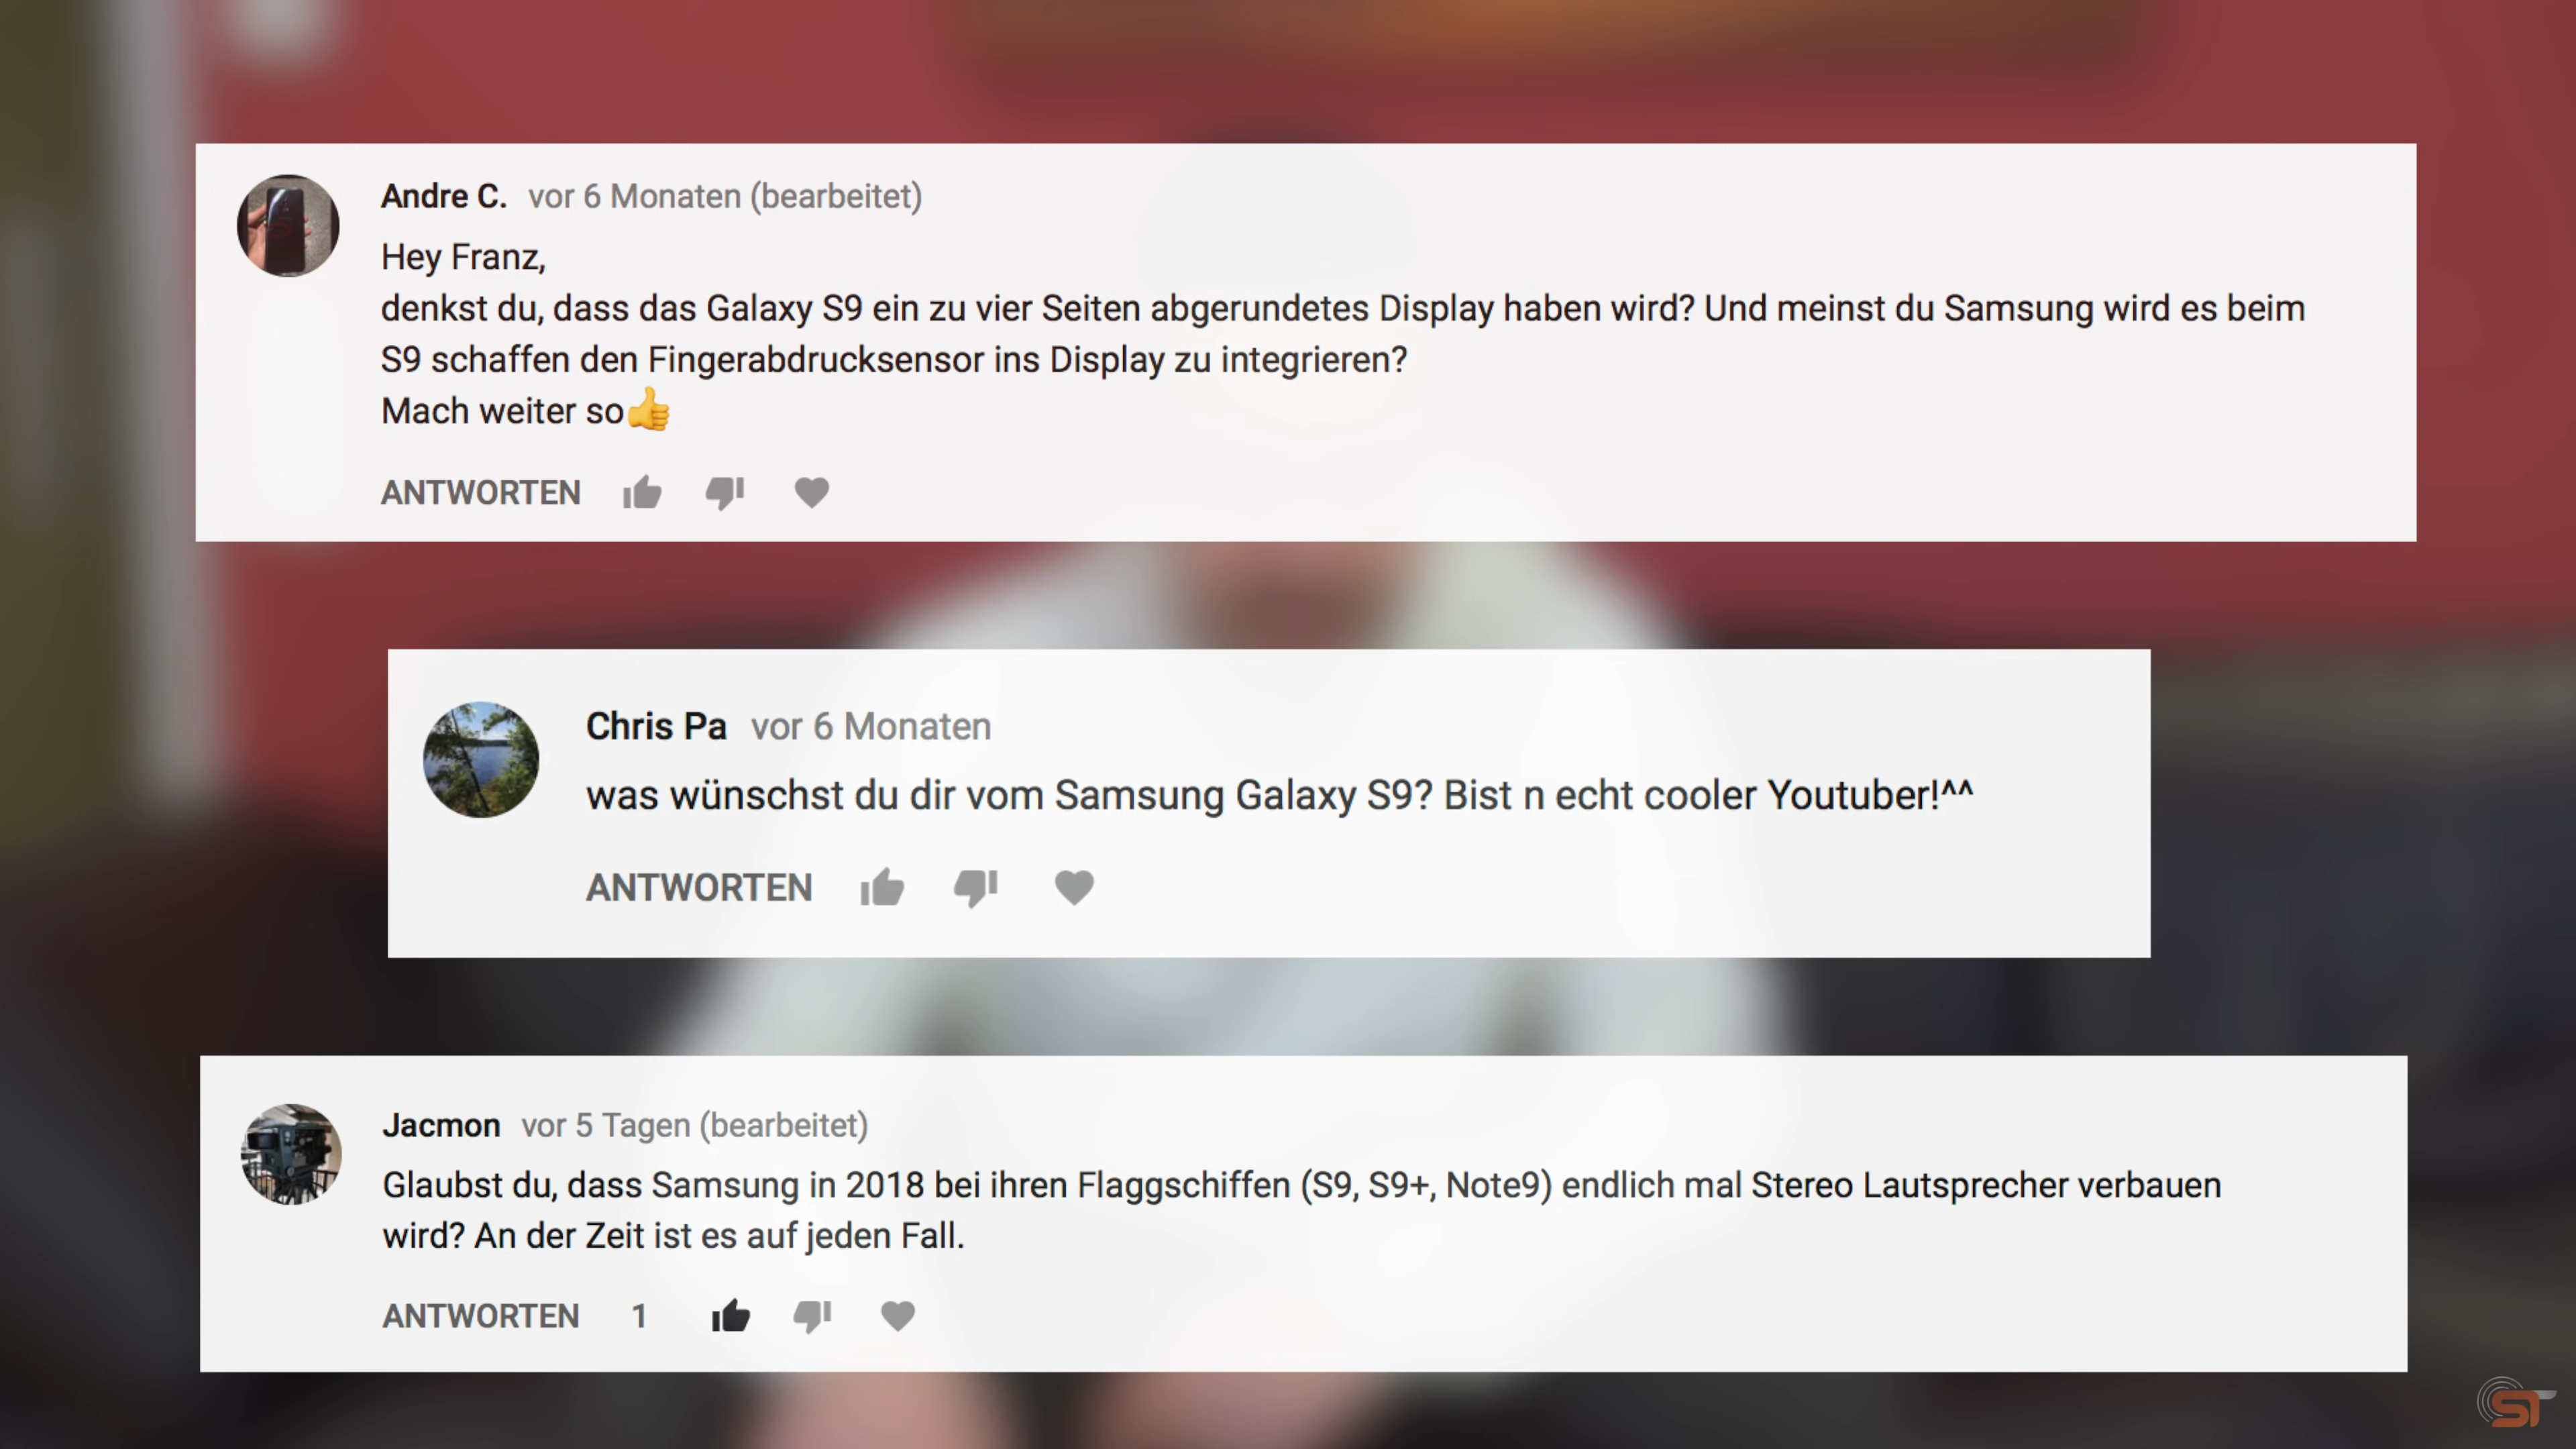 Andre C. vor 6 Monaten (bearbeitet)
Hey Franz,
denkst du, dass das Galaxy S9 ein zu vier Seiten abgerundetes Display haben wird? Und meinst du Samsung wird es beim
S9 schaffen den Fingerabdrucksensor ins Display zu integrieren?
Mach weiter so👍
ANTWORTEN
Chris Pa vor 6 Monaten
was wünschst du dir vom Samsung Galaxy S9? Bist n echt cooler Youtuber!^^
ANTWORTEN
Jacmon vor 5 Tagen (bearbeitet)
Glaubst du, dass Samsung in 2018 bei ihren Flaggschiffen (S9, S9+, Note9) endlich mal Stereo Lautsprecher verbauen
wird? An der Zeit ist es auf jeden Fall.
ANTWORTEN 1
ST